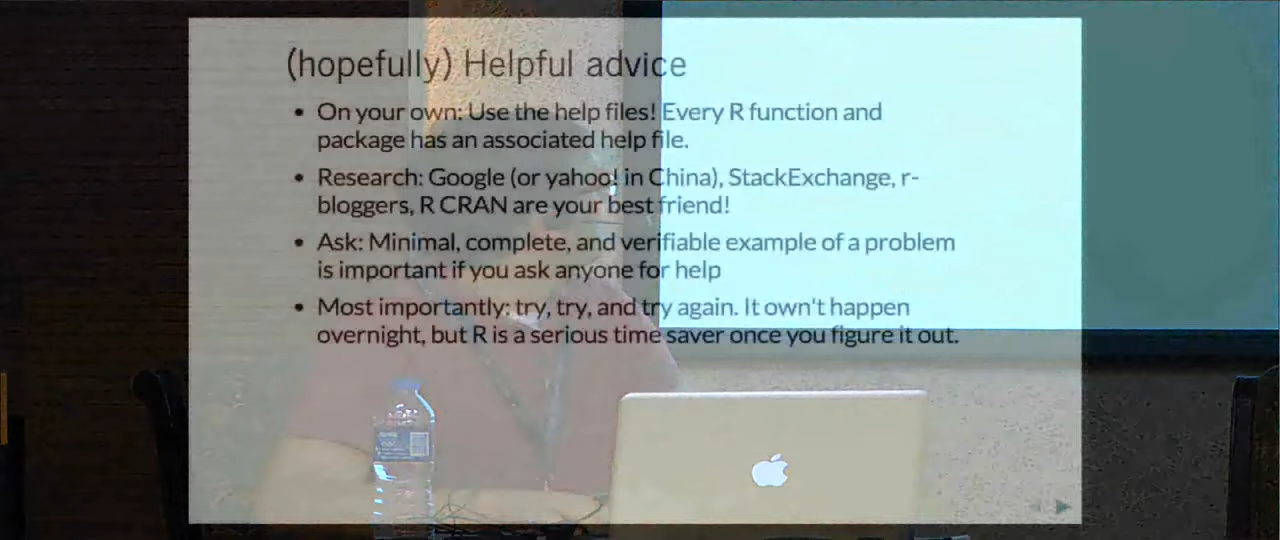 (hopefully) Helpful advice
• On your own: Use the help files! Every R function and
package has an associated help file.
• Research: Google (or yahoo! in China), StackExchange, r-
bloggers, R CRAN are your best friend!
• Ask: Minimal, complete, and verifiable example of a problem
is important if you ask anyone for help
• Most importantly: try, try, and try again. It own't happen
overnight, but R is a serious time saver once you figure it out.